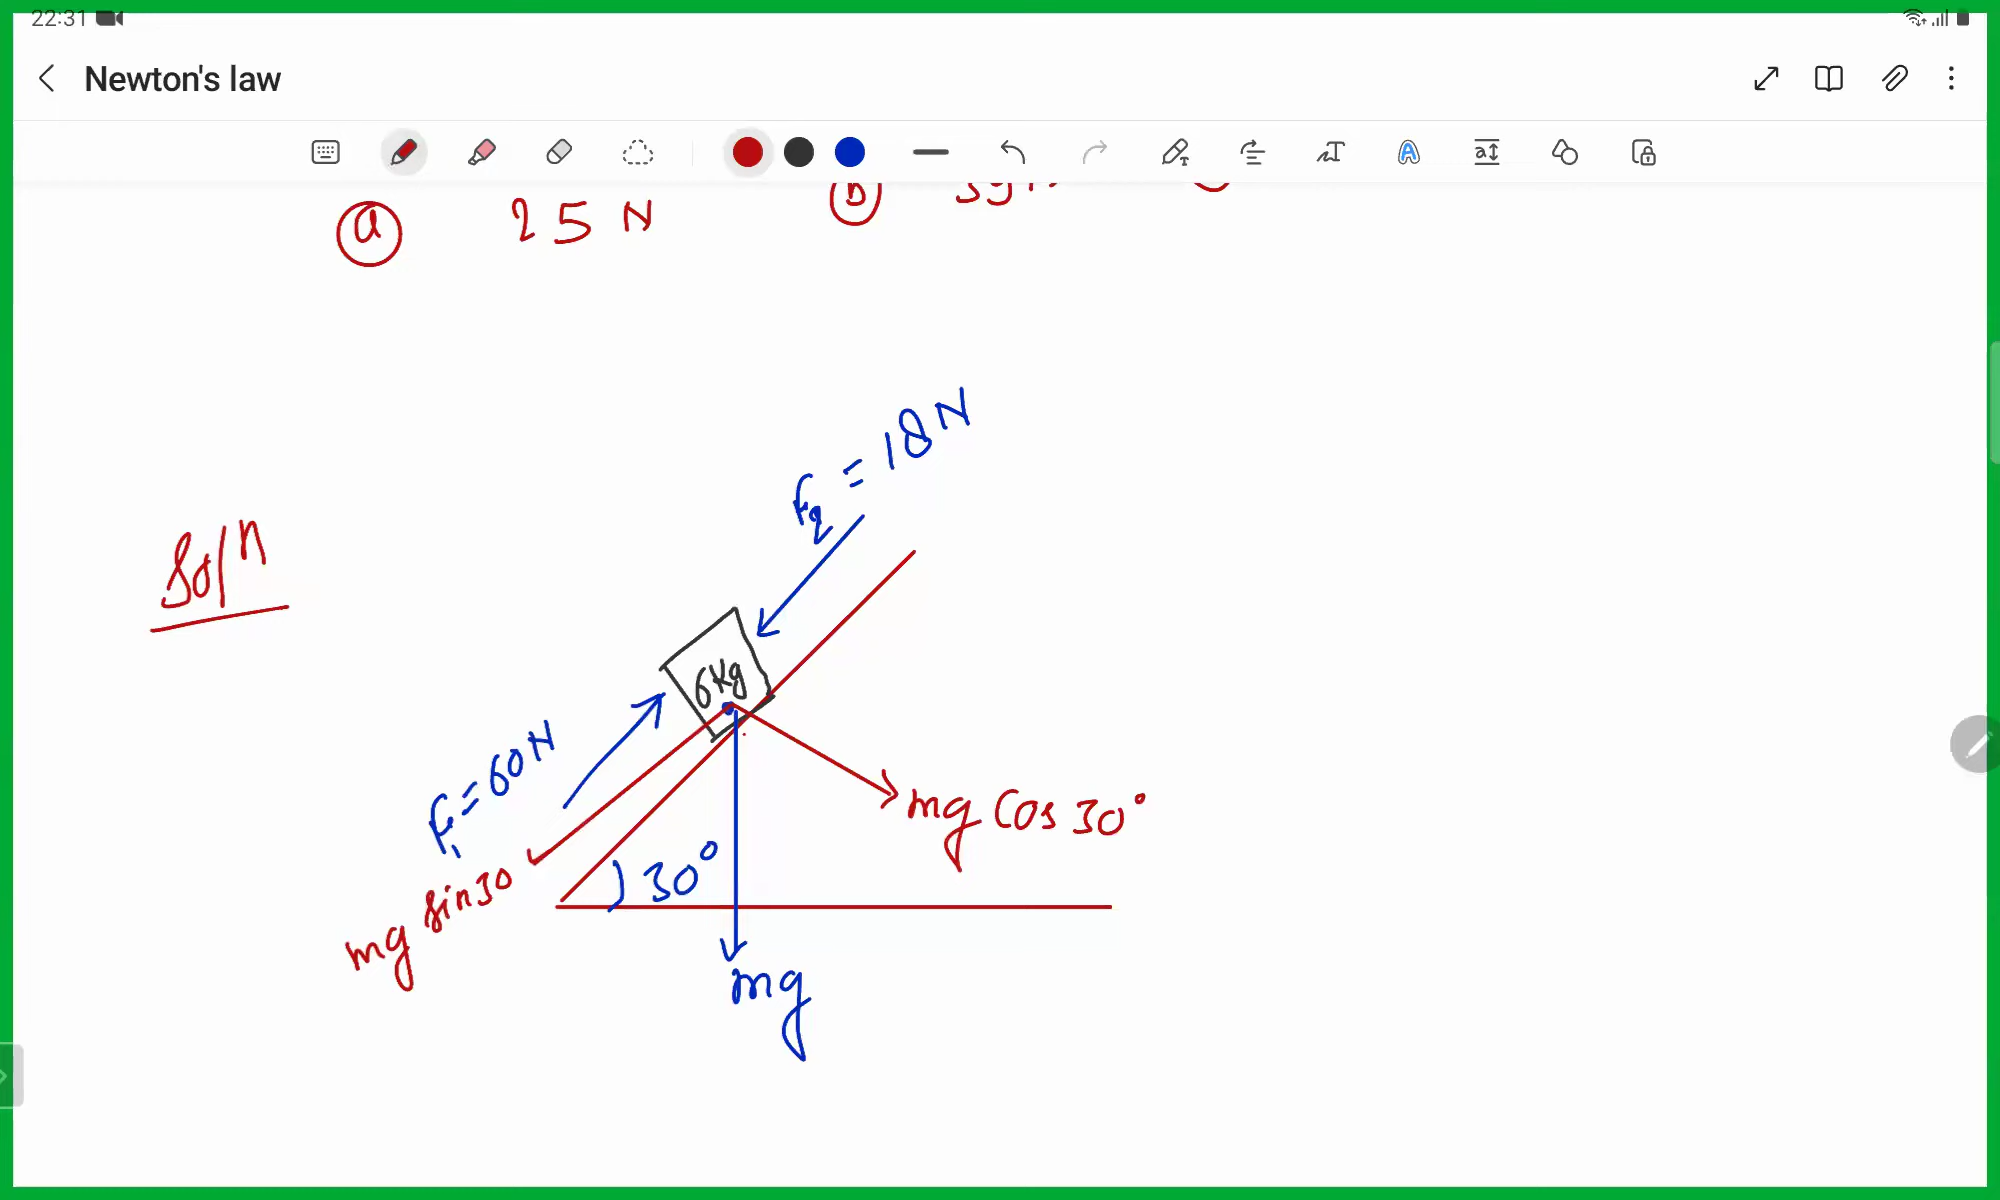 22:31
Newton's law
a 25 N
F₂ = 18 N
Sol n
6Kg
F₁ = 60 N
mg Cos 30°
30°
mg sin 30
mg